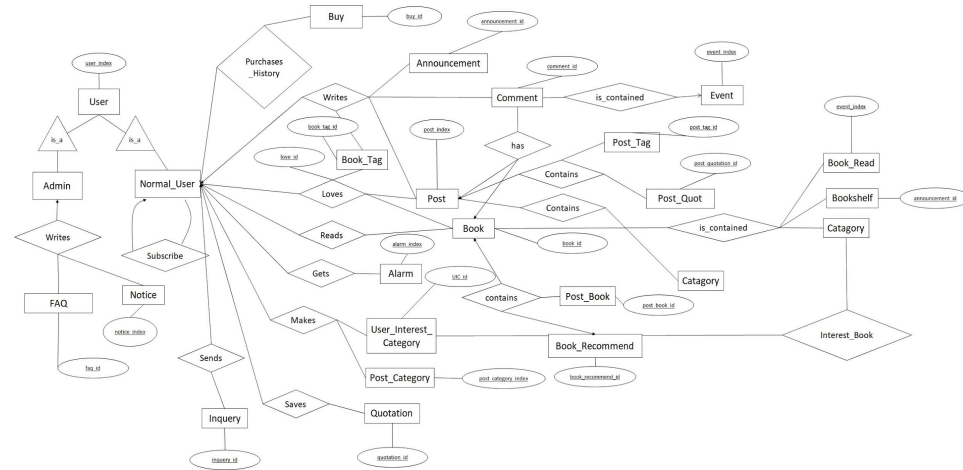 Buy
buy_id
announcement_id
user_index
Purchases
_History
Announcement
comment_id
event_index
User
Writes
Comment
is_contained
Event
event_index
is_a
is_a
book_tag_id
post_index
has
Post_Tag
post_tag_id
love_id
Book_Tag
post_quotation_id
Book_Read
Admin
Normal_User
Loves
Post
Contains
Post_Quot
Bookshelf
announcement_id
Contains
Writes
Reads
Book
is_contained
Catagory
Subscribe
alarm_index
book_id
Gets
Alarm
UIC_id
Catagory
FAQ
Notice
contains
Post_Book
post_book_id
notice_index
Makes
User_Interest_
Category
Book_Recommend
Interest_Book
Sends
faq_id
Post_Category
post_category_index
book_recommend_id
Saves
Quotation
Inquery
inquery_id
quotation_id